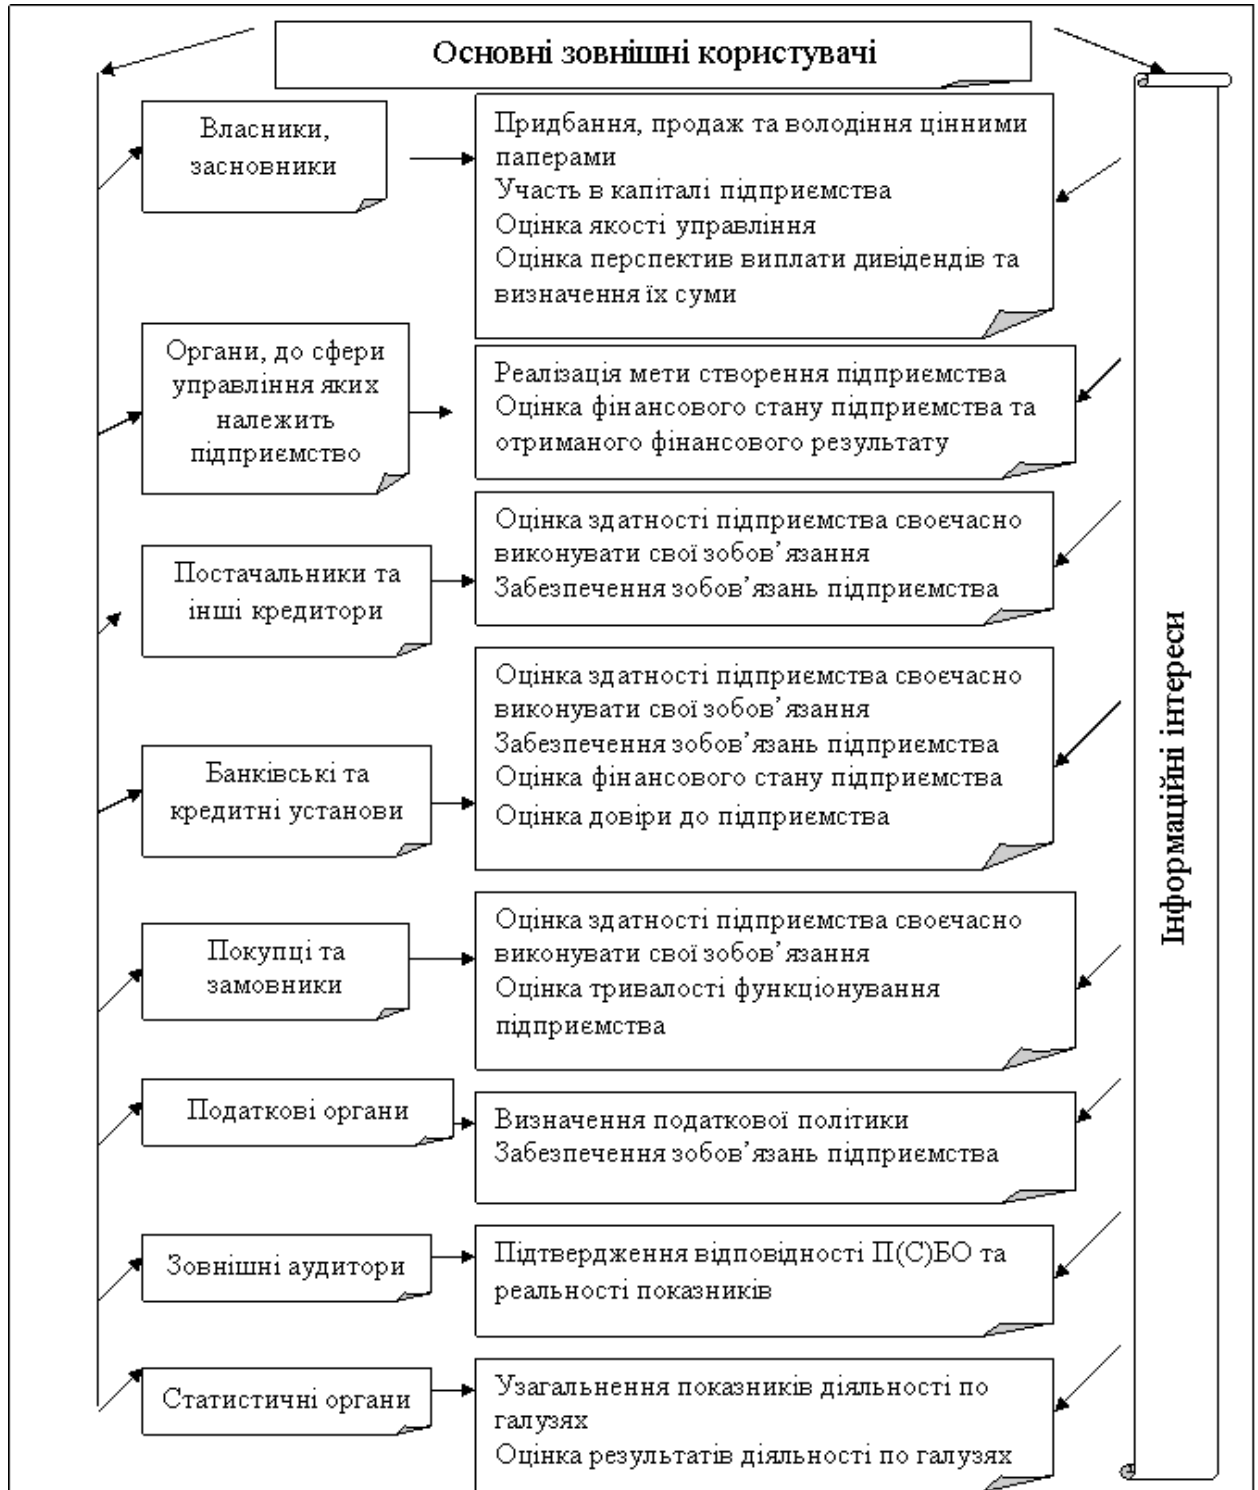 Основні зовнішні користувачі
Власники,
засновники
Придбання, продаж та володіння цінними
паперами
Участь в капіталі підприємства
Оцінка якості управління
Оцінка перспектив виплати дивідендів та
визначення їх суми
Органи, до сфери
управління яких
належить
підприємство
Реалізація мети створення підприємства
Оцінка фінансового стану підприємства та
отриманого фінансового результату
Постачальники та
інші кредитори
Оцінка здатності підприємства своєчасно
виконувати свої зобов’язання
Забезпечення зобов’язань підприємства
Банківські та
кредитні установи
Оцінка здатності підприємства своєчасно
виконувати свої зобов’язання
Забезпечення зобов’язань підприємства
Оцінка фінансового стану підприємства
Оцінка довіри до підприємства
Покупці та
замовники
Оцінка здатності підприємства своєчасно
виконувати свої зобов’язання
Оцінка тривалості функціонування
підприємства
Податкові органи
Визначення податкової політики
Забезпечення зобов’язань підприємства
Зовнішні аудитори
Підтвердження відповідності П(С)БО та
реальності показників
Статистичні органи
Узагальнення показників діяльності по
галузях
Оцінка результатів діяльності по галузях
Інформаційні інтереси